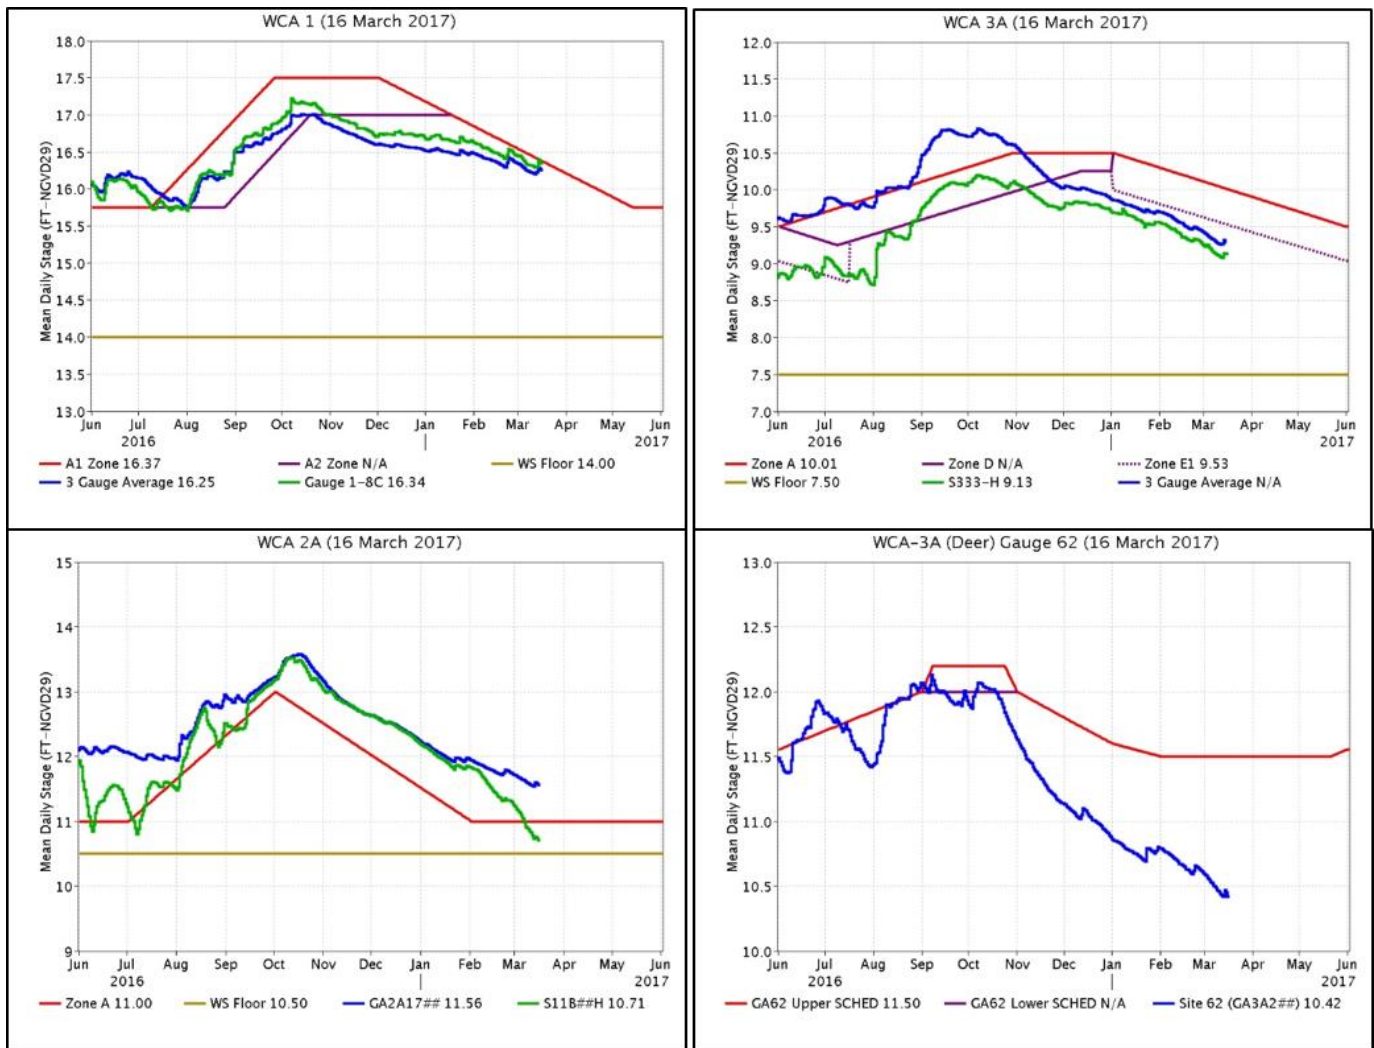 WCA 1 (16 March 2017)
Mean Daily Stage (FT-NGVD29)
18.0
17.5
17.0
16.5
16.0
15.5
15.0
14.5
14.0
13.5
13.0
Jun Jul Aug Sep Oct Nov Dec Jan Feb Mar Apr May Jun
2016 2017
A1 Zone 16.37 A2 Zone N/A WS Floor 14.00
3 Gauge Average 16.25 Gauge 1-8C 16.34
WCA 3A (16 March 2017)
Mean Daily Stage (FT-NGVD29)
12.0
11.5
11.0
10.5
10.0
9.5
9.0
8.5
8.0
7.5
7.0
Jun Jul Aug Sep Oct Nov Dec Jan Feb Mar Apr May Jun
2016 2017
Zone A 10.01 Zone D N/A Zone E1 9.53
WS Floor 7.50 S333-H 9.13 3 Gauge Average N/A
WCA 2A (16 March 2017)
Mean Daily Stage (FT-NGVD29)
15
14
13
12
11
10
9
Jun Jul Aug Sep Oct Nov Dec Jan Feb Mar Apr May Jun
2016 2017
Zone A 11.00 WS Floor 10.50 GA2A17## 11.56 S11B##H 10.71
WCA-3A (Deer) Gauge 62 (16 March 2017)
Mean Daily Stage (FT-NGVD29)
13.0
12.5
12.0
11.5
11.0
10.5
10.0
Jun Jul Aug Sep Oct Nov Dec Jan Feb Mar Apr May Jun
2016 2017
GA62 Upper SCHED 11.50 GA62 Lower SCHED N/A Site 62 (GA3A2##) 10.42